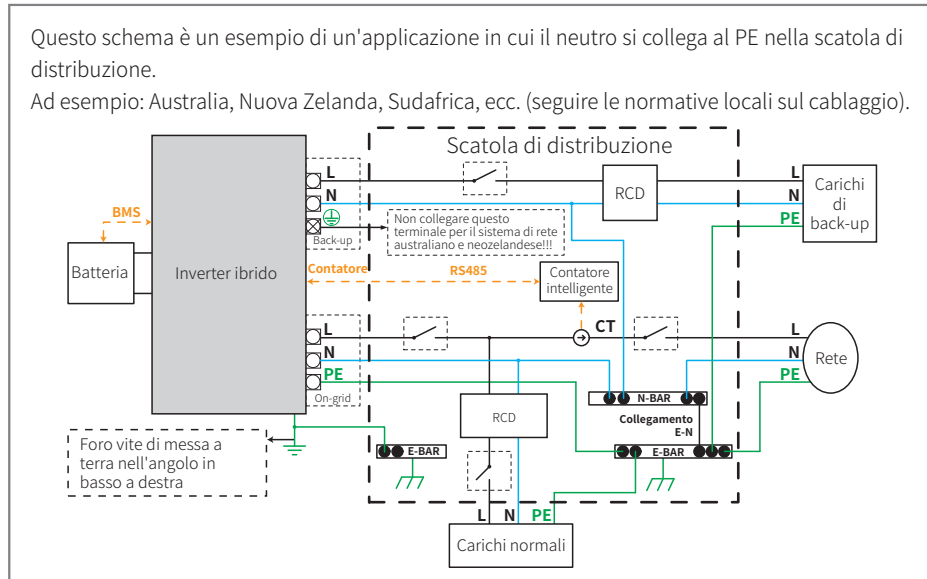 Questo schema è un esempio di un'applicazione in cui il neutro si collega al PE nella scatola di
distribuzione.
Ad esempio: Australia, Nuova Zelanda, Sudafrica, ecc. (seguire le normative locali sul cablaggio).
Scatola di distribuzione
L
N
Back-up
BMS
Batteria
Inverter ibrido
Non collegare questo
terminale per il sistema di rete
australiano e neozelandese!!!
RCD
L
N
PE
Carichi
di
back-up
Contatore
RS485
Contatore
intelligente
CT
L
N
PE
On-grid
L
N
PE
Rete
N-BAR
Collegamento
E-N
E-BAR
RCD
E-BAR
Foro vite di messa a
terra nell'angolo in
basso a destra
L
N
PE
Carichi normali